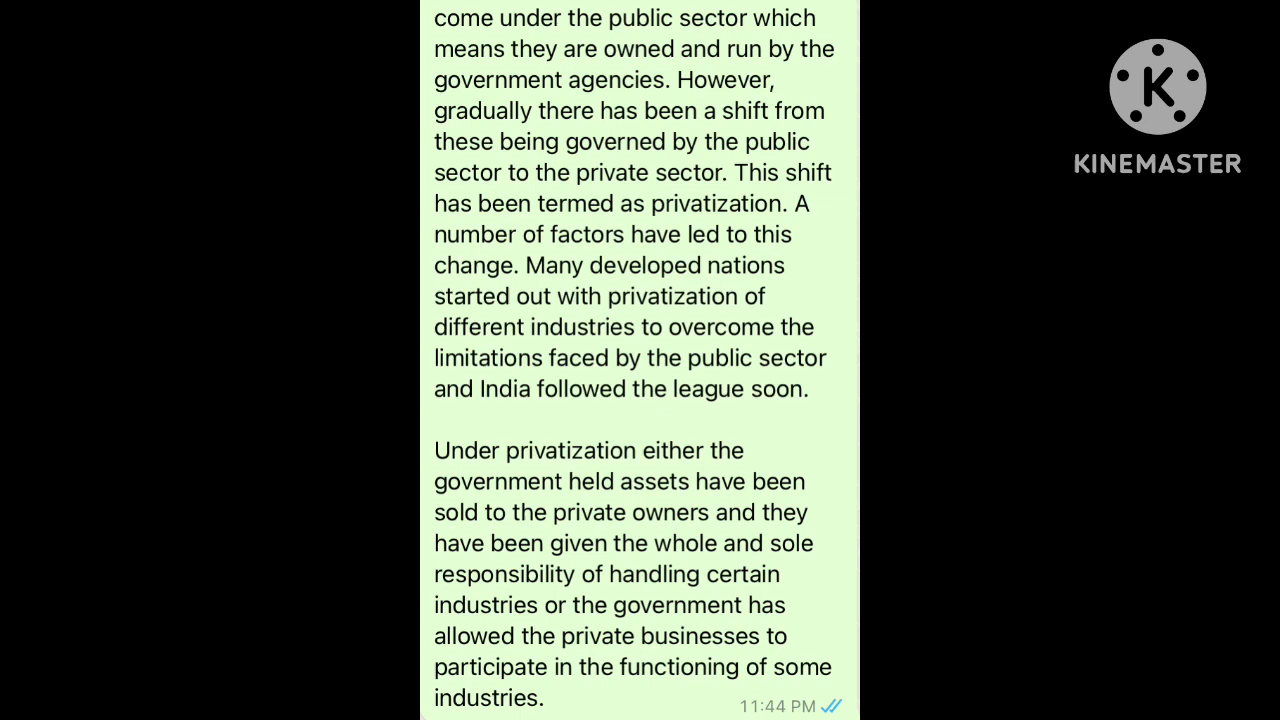 come under the public sector which
means they are owned and run by the
government agencies. However,
gradually there has been a shift from
these being governed by the public
sector to the private sector. This shift
has been termed as privatization. A
number of factors have led to this
change. Many developed nations
started out with privatization of
different industries to overcome the
limitations faced by the public sector
and India followed the league soon.
Under privatization either the
government held assets have been
sold to the private owners and they
have been given the whole and sole
responsibility of handling certain
industries or the government has
allowed the private businesses to
participate in the functioning of some
industries.
11:44 PM
K
KINEMASTER